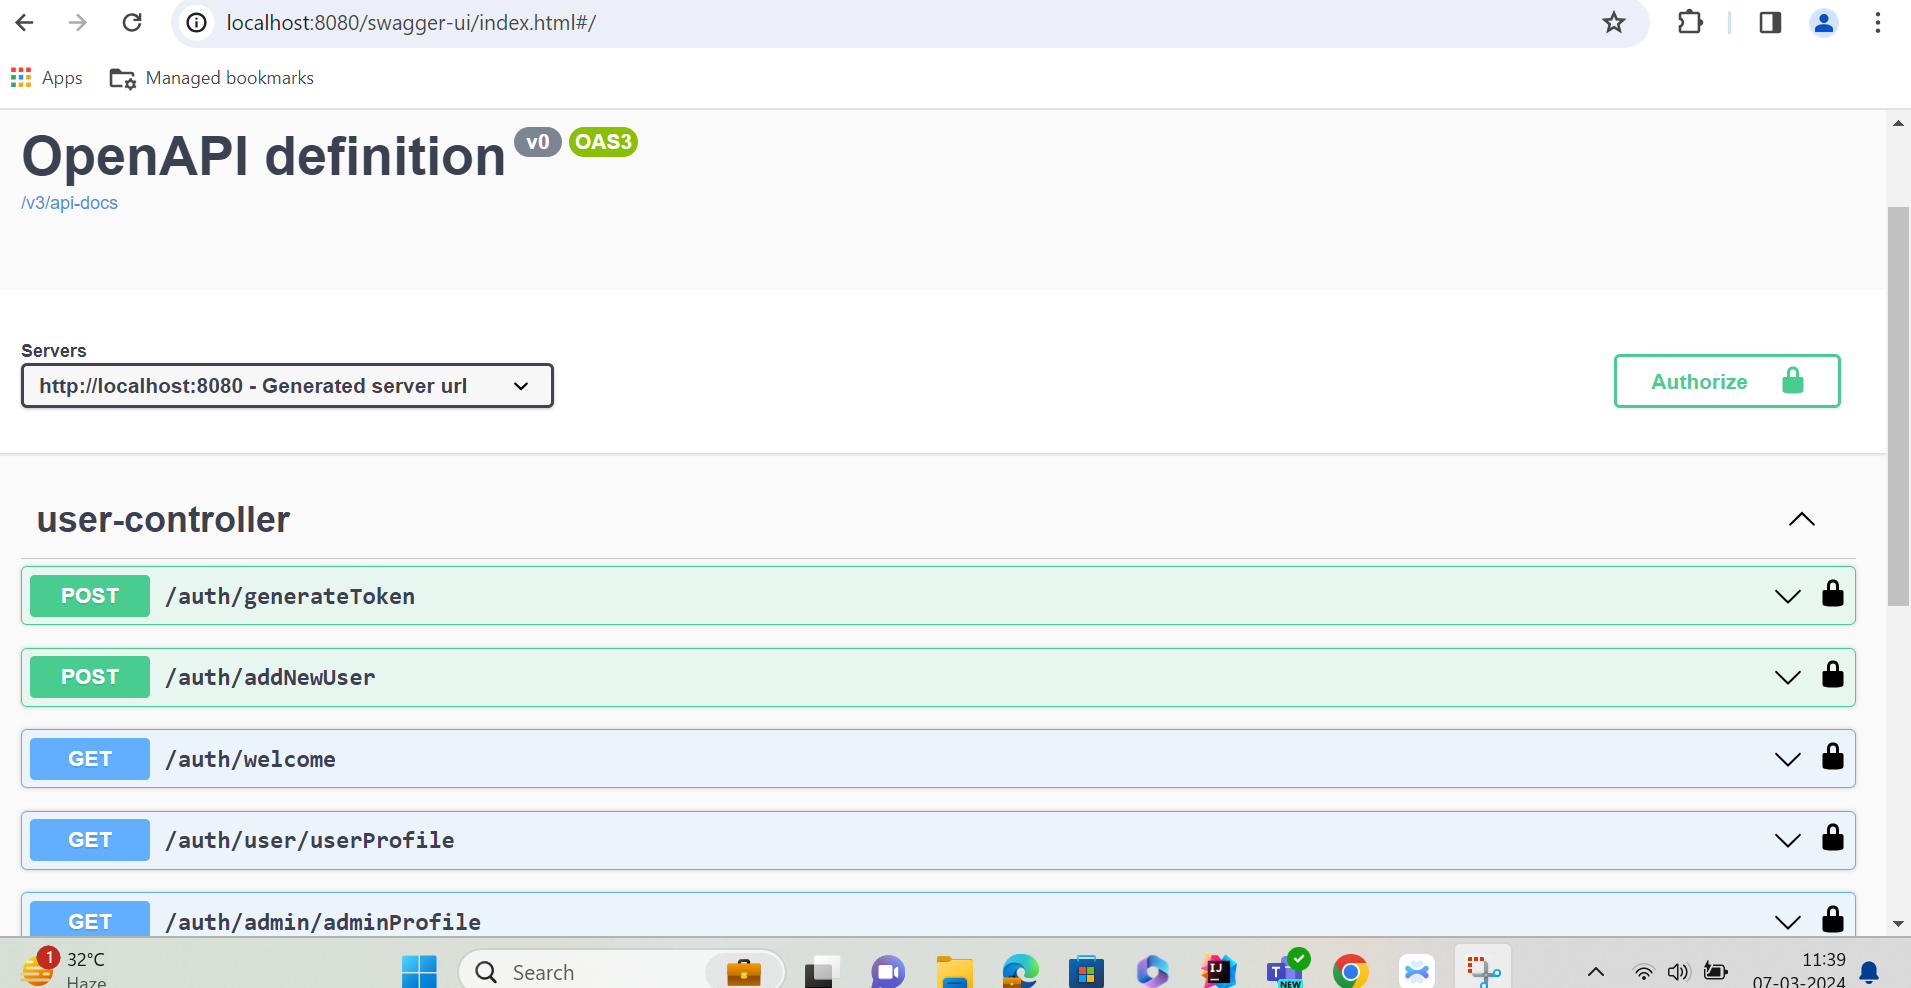 localhost:8080/swagger-ui/index.html#/
Apps
Managed bookmarks
OpenAPI definition v0 OAS3
/v3/api-docs
Servers
http://localhost:8080 - Generated server url
Authorize
user-controller
POST /auth/generateToken
POST /auth/addNewUser
GET /auth/welcome
GET /auth/user/userProfile
GET /auth/admin/adminProfile
1
32°C
Haze
Search
IJ
T
NEW
11:39
07-03-2024